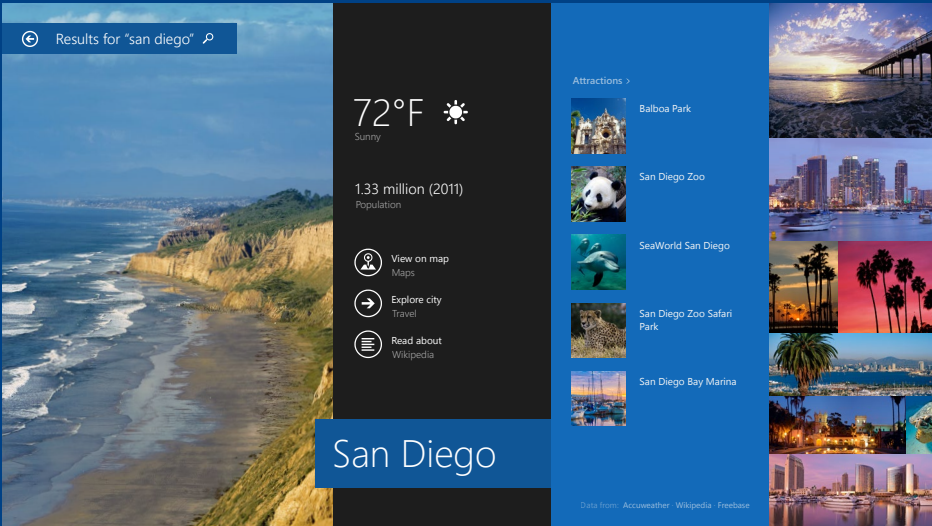 Results for "san diego"
72°F
Sunny
1.33 million (2011)
Population
View on map
Maps
Explore city
Travel
Read about
Wikipedia
San Diego
Attractions ›
Balboa Park
San Diego Zoo
SeaWorld San Diego
San Diego Zoo Safari
Park
San Diego Bay Marina
Data from: Accuweather Wikipedia Freebase